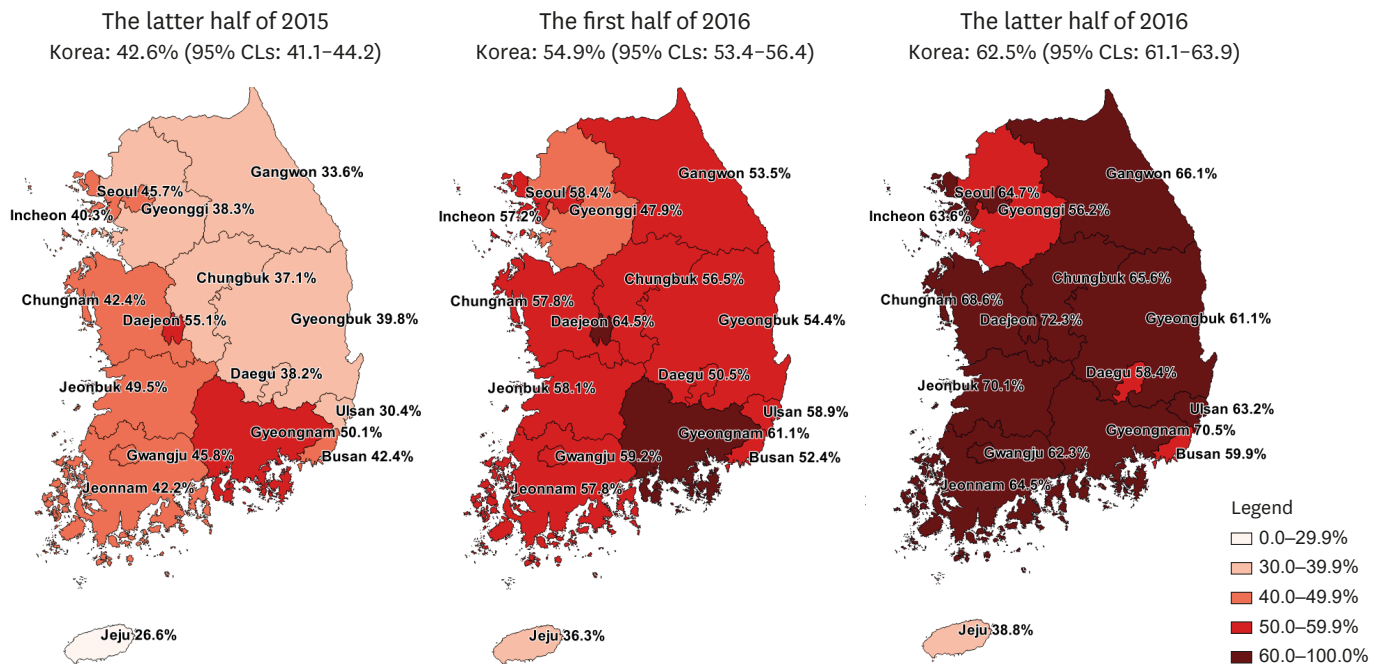 The latter half of 2015
Korea: 42.6% (95% CLs: 41.1–44.2)
Gangwon 33.6%
Seoul 45.7%
Incheon 40.3%
Gyeonggi 38.3%
Chungbuk 37.1%
Chungnam 42.4%
Daejeon 55.1%
Gyeongbuk 39.8%
Daegu 38.2%
Jeonbuk 49.5%
Ulsan 30.4%
Gyeongnam 50.1%
Gwangju 45.8%
Busan 42.4%
Jeonnam 42.2%
Jeju 26.6%
The first half of 2016
Korea: 54.9% (95% CLs: 53.4–56.4)
Gangwon 53.5%
Seoul 58.4%
Incheon 57.2%
Gyeonggi 47.9%
Chungbuk 56.5%
Chungnam 57.8%
Daejeon 64.5%
Gyeongbuk 54.4%
Daegu 50.5%
Jeonbuk 58.1%
Ulsan 58.9%
Gyeongnam 61.1%
Gwangju 59.2%
Busan 52.4%
Jeonnam 57.8%
Jeju 36.3%
The latter half of 2016
Korea: 62.5% (95% CLs: 61.1–63.9)
Gangwon 66.1%
Seoul 64.7%
Incheon 63.6%
Gyeonggi 56.2%
Chungbuk 65.6%
Chungnam 68.6%
Daejeon 72.3%
Gyeongbuk 61.1%
Daegu 58.4%
Jeonbuk 70.1%
Ulsan 63.2%
Gyeongnam 70.5%
Gwangju 62.3%
Busan 59.9%
Jeonnam 64.5%
Jeju 38.8%
Legend
0.0–29.9%
30.0–39.9%
40.0–49.9%
50.0–59.9%
60.0–100.0%